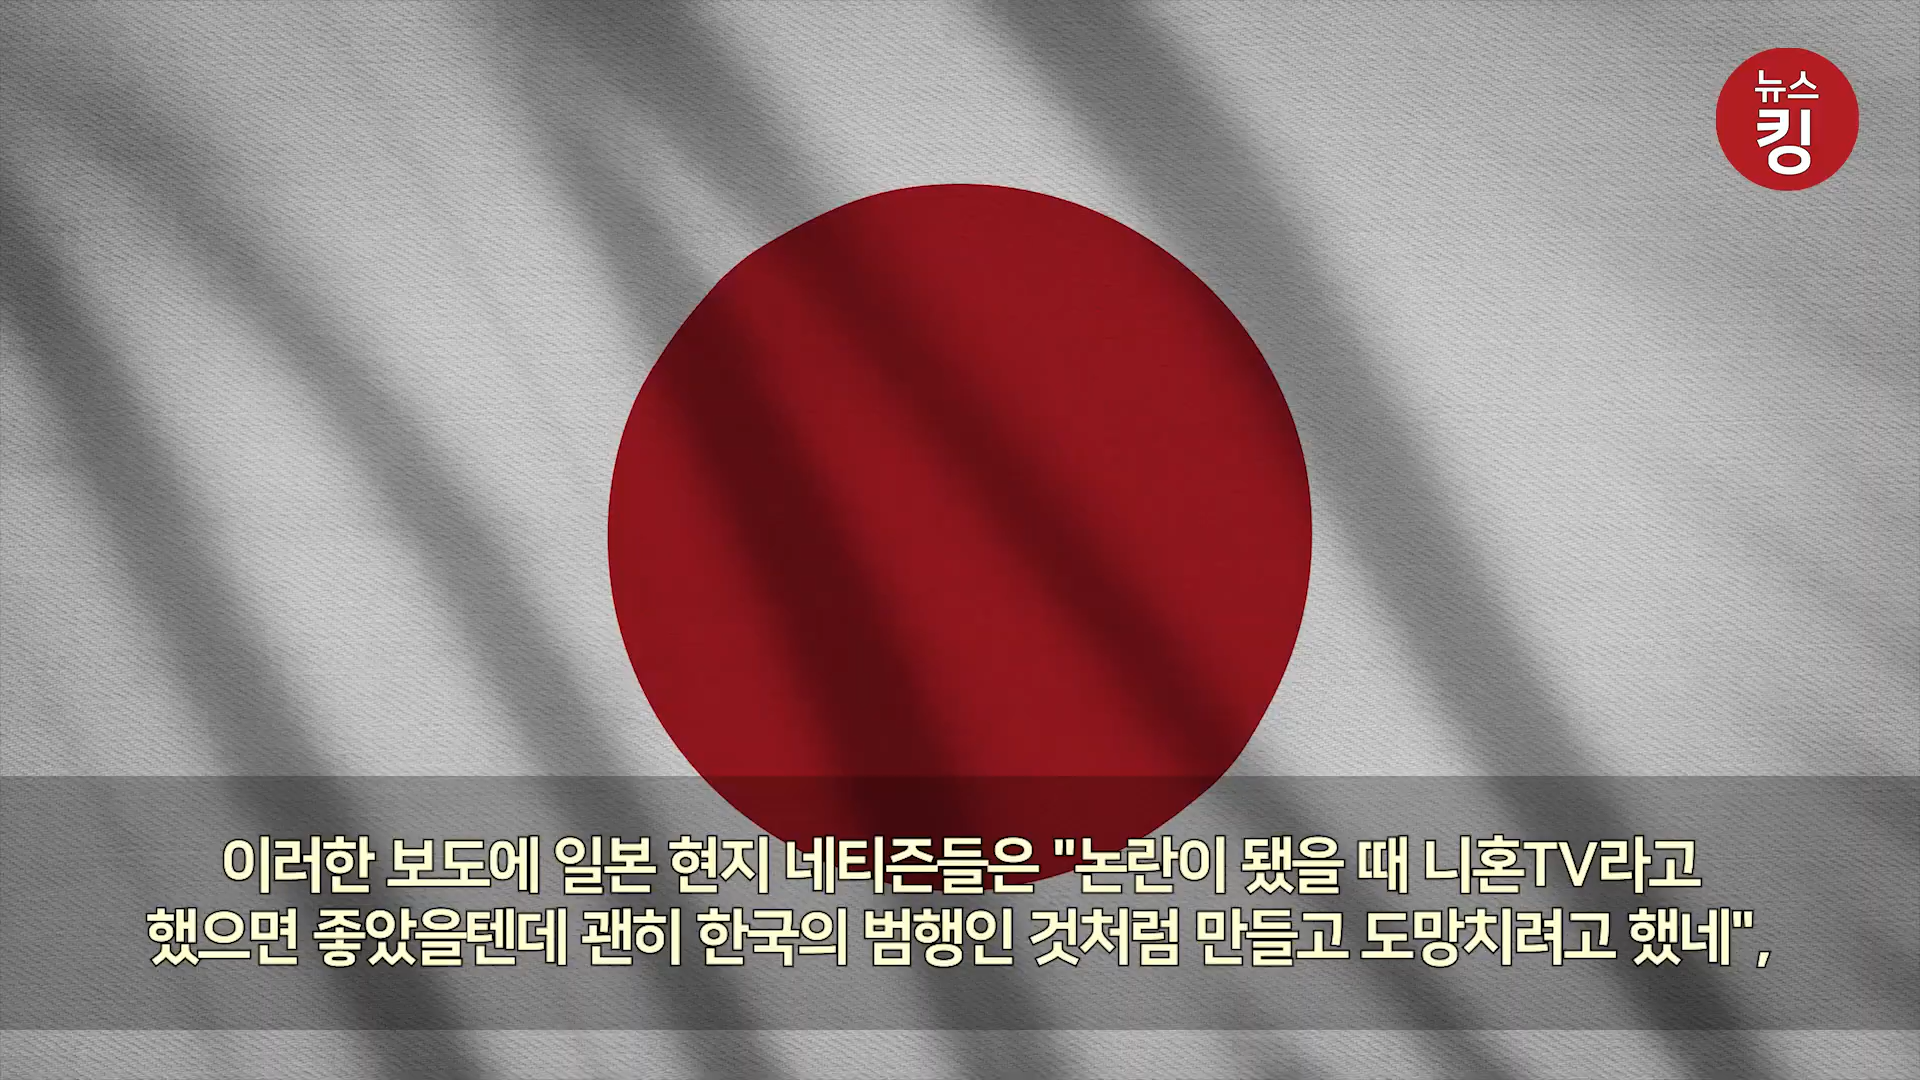 뉴스
킹
이러한 보도에 일본 현지 네티즌들은 "논란이 됐을 때 니혼TV라고
했으면 좋았을텐데 괜히 한국의 범행인 것처럼 만들고 도망치려고 했네",